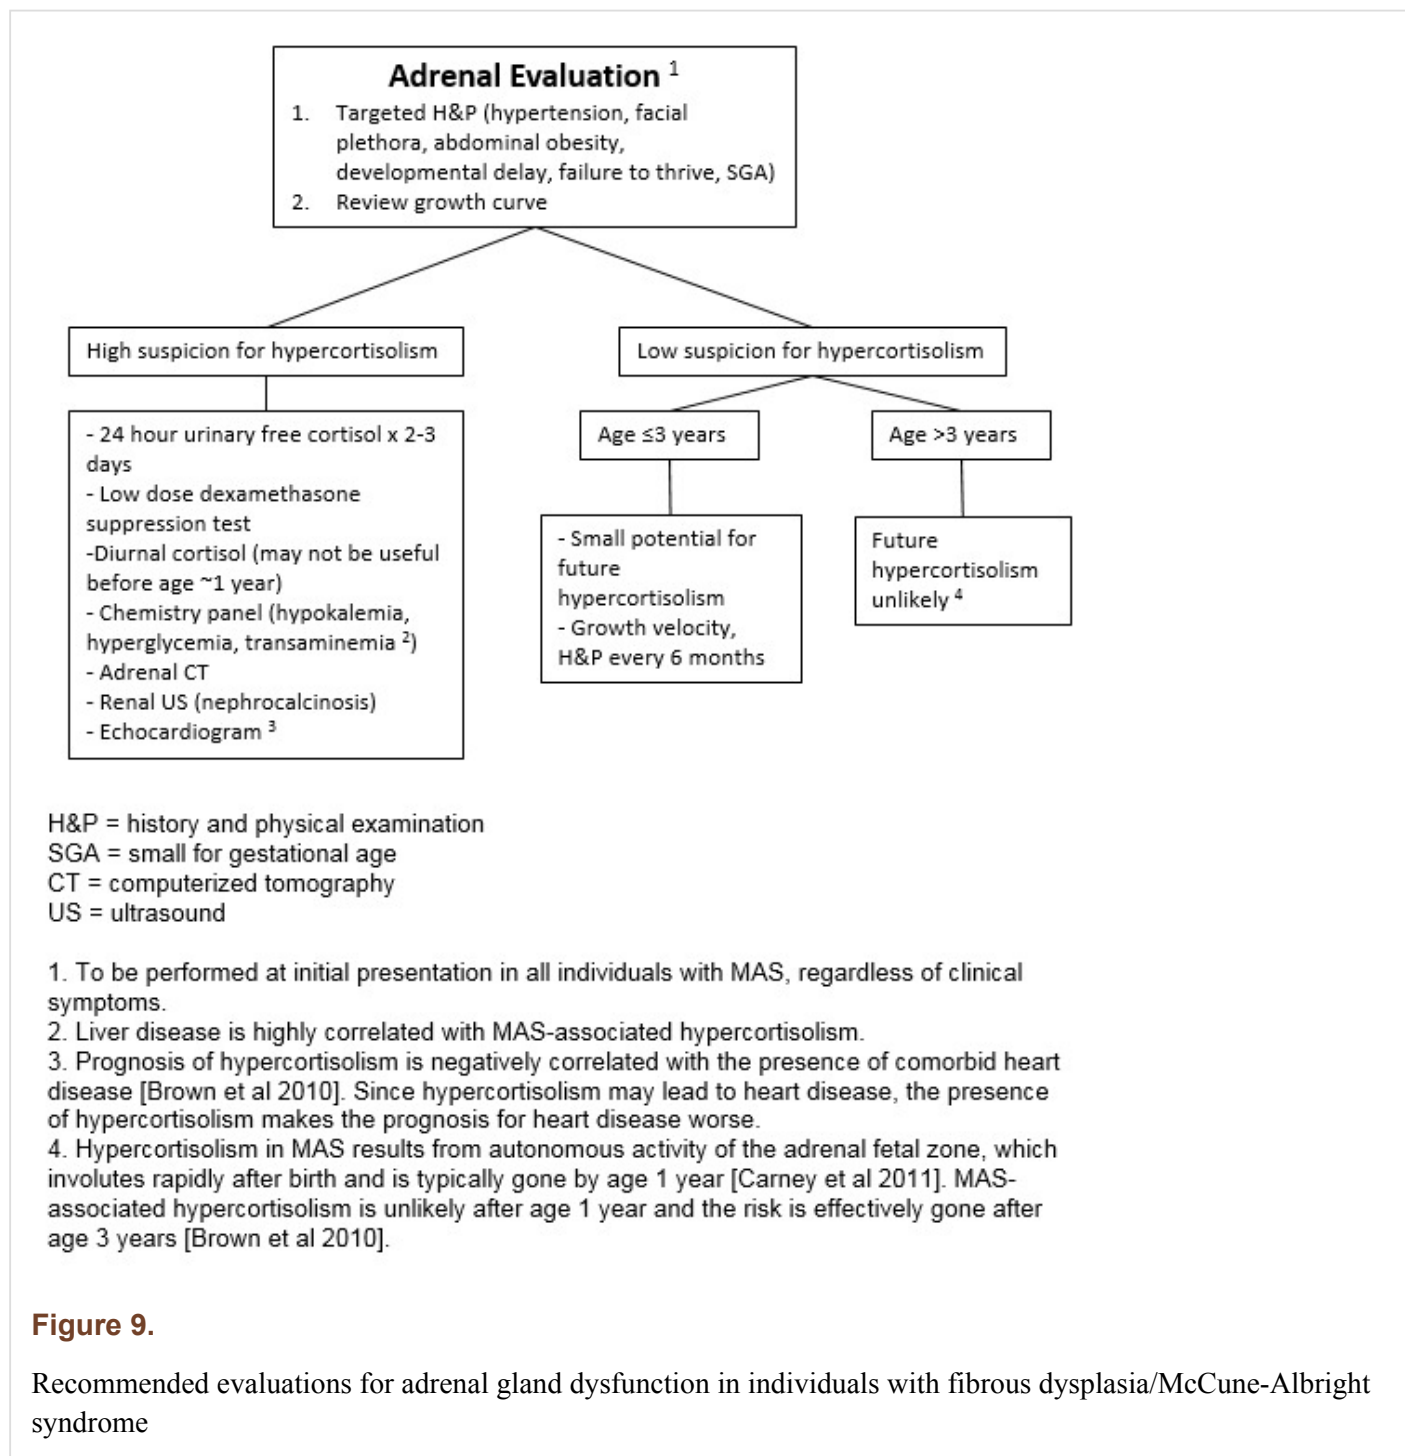 Adrenal Evaluation 1
1. Targeted H&P (hypertension, facial
plethora, abdominal obesity,
developmental delay, failure to thrive, SGA)
2. Review growth curve
High suspicion for hypercortisolism
Low suspicion for hypercortisolism
- 24 hour urinary free cortisol x 2-3
days
- Low dose dexamethasone
suppression test
-Diurnal cortisol (may not be useful
before age ~1 year)
- Chemistry panel (hypokalemia,
hyperglycemia, transaminemia 2)
- Adrenal CT
- Renal US (nephrocalcinosis)
- Echocardiogram 3
Age ≤3 years
Age >3 years
- Small potential for
future
hypercortisolism
- Growth velocity,
H&P every 6 months
Future
hypercortisolism
unlikely 4
H&P = history and physical examination
SGA = small for gestational age
CT = computerized tomography
US = ultrasound
1. To be performed at initial presentation in all individuals with MAS, regardless of clinical
symptoms.
2. Liver disease is highly correlated with MAS-associated hypercortisolism.
3. Prognosis of hypercortisolism is negatively correlated with the presence of comorbid heart
disease [Brown et al 2010]. Since hypercortisolism may lead to heart disease, the presence
of hypercortisolism makes the prognosis for heart disease worse.
4. Hypercortisolism in MAS results from autonomous activity of the adrenal fetal zone, which
involutes rapidly after birth and is typically gone by age 1 year [Carney et al 2011]. MAS-
associated hypercortisolism is unlikely after age 1 year and the risk is effectively gone after
age 3 years [Brown et al 2010].
Figure 9.
Recommended evaluations for adrenal gland dysfunction in individuals with fibrous dysplasia/McCune-Albright
syndrome